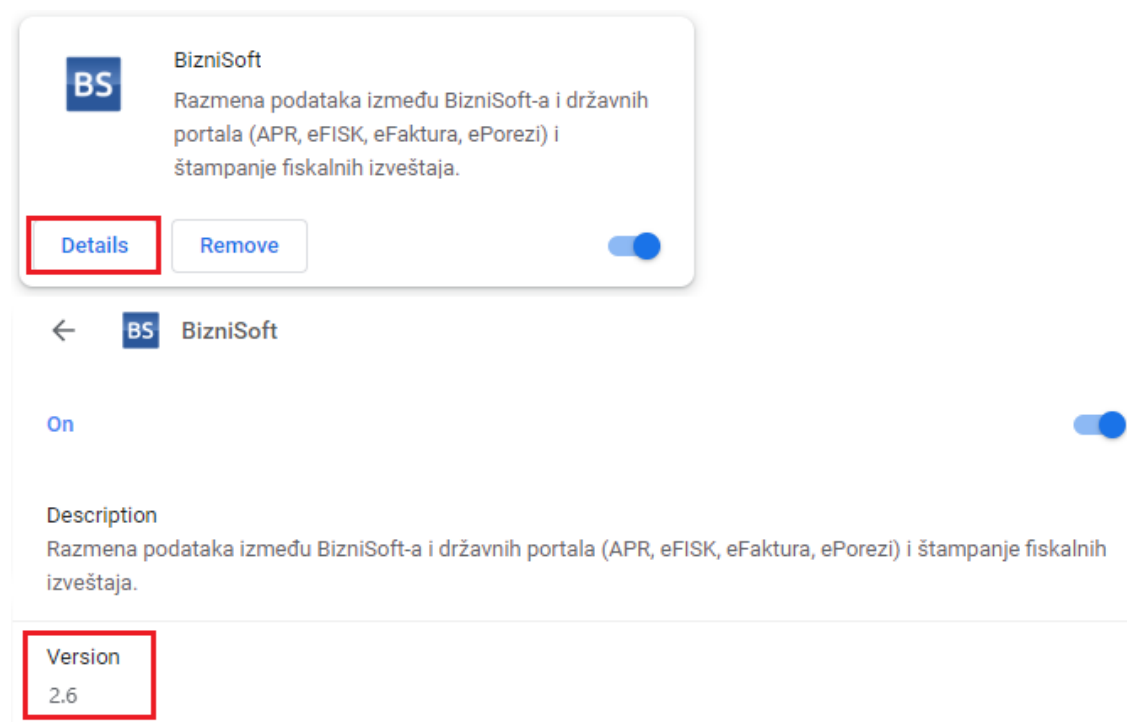 BS
BizniSoft
Razmena podataka između BizniSoft-a i državnih
portala (APR, eFISK, eFaktura, ePorezi) i
štampanje fiskalnih izveštaja.
Details
Remove
BS
BizniSoft
On
Description
Razmena podataka između BizniSoft-a i državnih portala (APR, eFISK, eFaktura, ePorezi) i štampanje fiskalnih
izveštaja.
Version
2.6